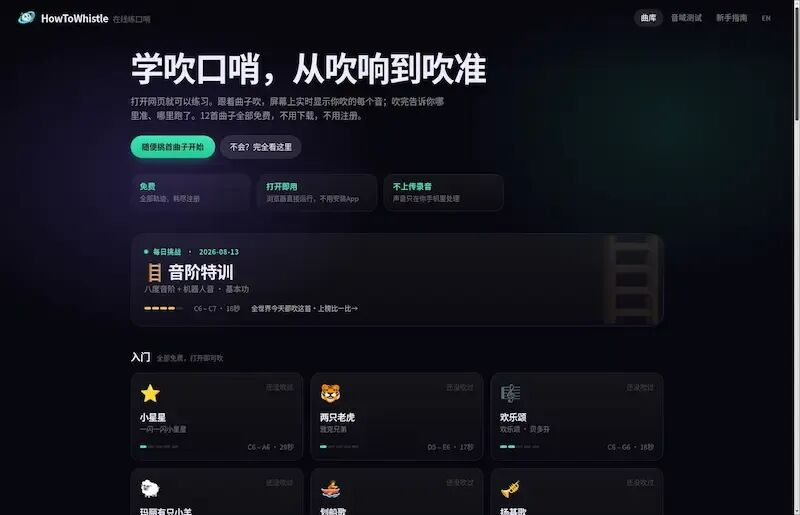 HowToWhistle 在线练口哨
曲库 音域测试 新手指南 EN
学吹口哨，从吹响到吹准
打开网页就可以练习。跟着曲子吹，屏幕上实时显示你吹的每个音；吹完告诉你哪
里准、哪里跑了。12首曲子全部免费，不用下载，不用注册。
随便挑首曲子开始 不会？完全看这里
免费 打开即用 不上传录音
浏览器直接运行，不用安装App 声音只在你手机里处理
每日挑战 · 2026-08-13
音阶特训
八度音阶 + 机器人音 · 基本功
C6 – C7 · 18秒 全世界今天都吹这首 · 上榜比一比→
入门 全部免费，打开即可吹
还没吹过 还没吹过 还没吹过
小星星 两只老虎 欢乐颂
一闪一闪小星星 雅克兄弟 欢乐颂 · 贝多芬
C6 – A6 · 29秒 D5 – E6 · 17秒 C6 – G6 · 18秒
还没吹过 还没吹过 还没吹过
玛丽有只小羊 划船歌 扬基歌